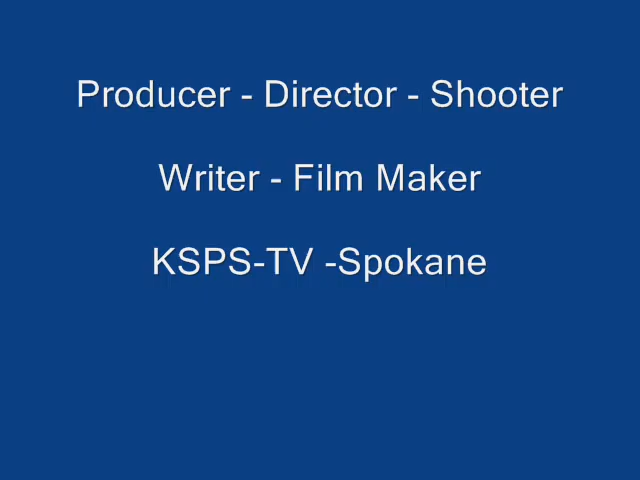 Producer - Director - Shooter
Writer - Film Maker
KSPS-TV -Spokane